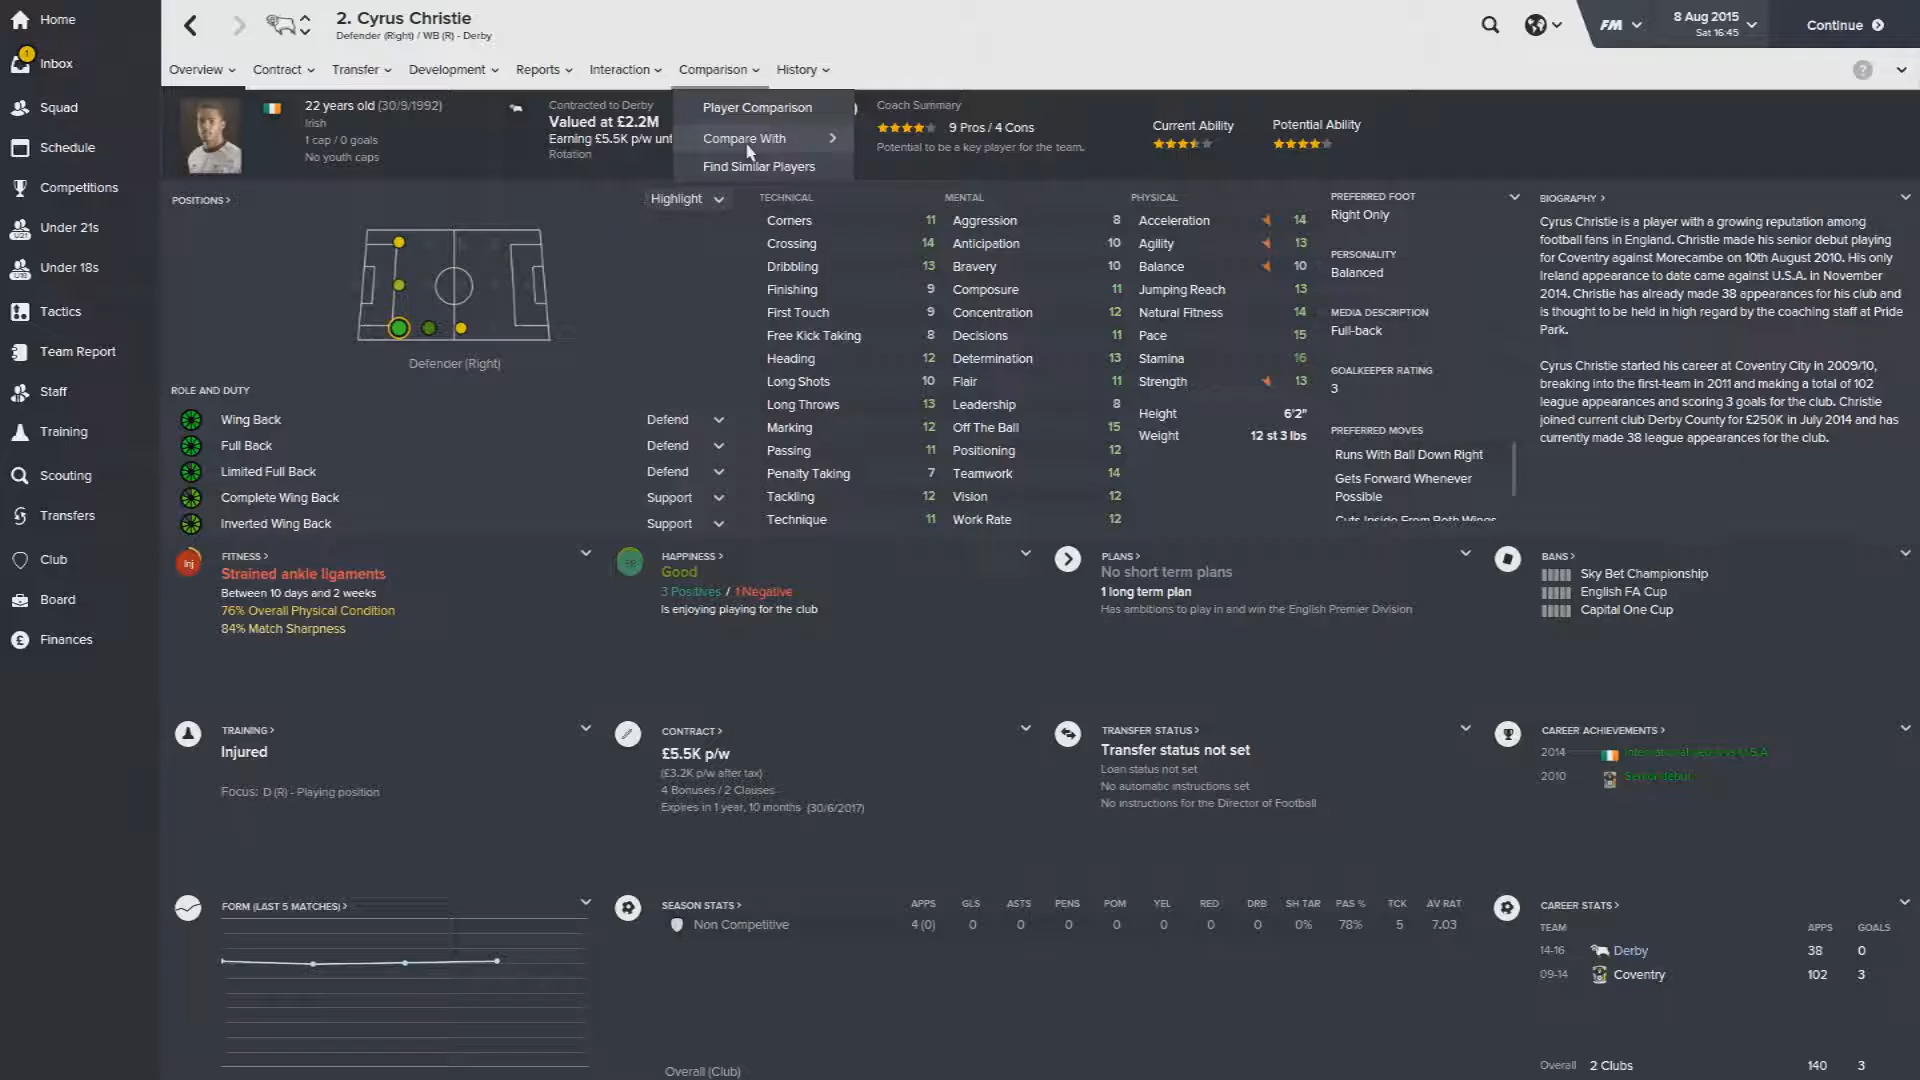 Home
Inbox
1
Squad
Schedule
Competitions
Under 21s
Under 18s
Tactics
Team Report
Staff
Training
Scouting
Transfers
Club
Board
Finances
2. Cyrus Christie
Defender (Right) / WB (R) - Derby
FM
8 Aug 2015
Sat 16:45
Continue
Overview
Contract
Transfer
Development
Reports
Interaction
Comparison
History
?
22 years old (30/9/1992)
Irish
1 cap / 0 goals
No youth caps
Contracted to Derby
Valued at £2.2M
Earning £5.5K p/w unt
Rotation
Player Comparison
Compare With
Find Similar Players
Coach Summary
9 Pros / 4 Cons
Potential to be a key player for the team.
Current Ability
Potential Ability
POSITIONS >
Highlight
Defender (Right)
ROLE AND DUTY
Wing Back Defend
Full Back Defend
Limited Full Back Defend
Complete Wing Back Support
Inverted Wing Back Support
TECHNICAL
Corners 11
Crossing 14
Dribbling 13
Finishing 9
First Touch 9
Free Kick Taking 8
Heading 12
Long Shots 10
Long Throws 13
Marking 12
Passing 11
Penalty Taking 7
Tackling 12
Technique 11
MENTAL
Aggression 8
Anticipation 10
Bravery 10
Composure 11
Concentration 12
Decisions 11
Determination 13
Flair 11
Leadership 8
Off The Ball 15
Positioning 12
Teamwork 14
Vision 12
Work Rate 12
PHYSICAL
Acceleration 14
Agility 13
Balance 10
Jumping Reach 13
Natural Fitness 14
Pace 15
Stamina 16
Strength 13
Height 6'2"
Weight 12 st 3 lbs
PREFERRED FOOT
Right Only
PERSONALITY
Balanced
MEDIA DESCRIPTION
Full-back
GOALKEEPER RATING
3
PREFERRED MOVES
Runs With Ball Down Right
Gets Forward Whenever
Possible
Cuts Inside From Both Wings
BIOGRAPHY >
Cyrus Christie is a player with a growing reputation among
football fans in England. Christie made his senior debut playing
for Coventry against Morecambe on 10th August 2010. His only
Ireland appearance to date came against U.S.A. in November
2014. Christie has already made 38 appearances for his club and
is thought to be held in high regard by the coaching staff at Pride
Park.
Cyrus Christie started his career at Coventry City in 2009/10,
breaking into the first-team in 2011 and making a total of 102
league appearances and scoring 3 goals for the club. Christie
joined current club Derby County for £250K in July 2014 and has
currently made 38 league appearances for the club.
Inj
FITNESS >
Strained ankle ligaments
Between 10 days and 2 weeks
76% Overall Physical Condition
84% Match Sharpness
HAPPINESS >
Good
3 Positives / 1 Negative
Is enjoying playing for the club
PLANS >
No short term plans
1 long term plan
Has ambitions to play in and win the English Premier Division
BANS >
Sky Bet Championship
English FA Cup
Capital One Cup
TRAINING >
Injured
Focus: D (R) - Playing position
CONTRACT >
£5.5K p/w
(£3.2K p/w after tax)
4 Bonuses / 2 Clauses
Expires in 1 year, 10 months (30/6/2017)
TRANSFER STATUS >
Transfer status not set
Loan status not set
No automatic instructions set
No instructions for the Director of Football
CAREER ACHIEVEMENTS >
2014 International debut vs U.S.A
2010 Senior debut
FORM (LAST 5 MATCHES) >
SEASON STATS >
APPS GLS ASTS PENS POM YEL RED DRB SH TAR PAS % TCK AV RAT
Non Competitive 4 (0) 0 0 0 0 0 0 0 0% 78% 5 7.03
Overall (Club)
CAREER STATS >
TEAM APPS GOALS
14-16 Derby 38 0
09-14 Coventry 102 3
Overall 2 Clubs 140 3